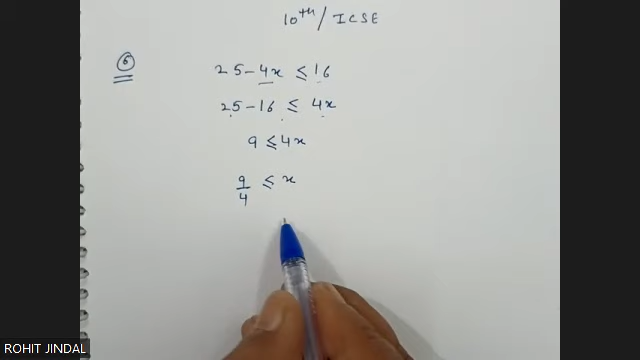 10th / ICSE
6
25 - 4x ≤ 16
25 - 16 ≤ 4x
9 ≤ 4x
9/4 ≤ x
ROHIT JINDAL